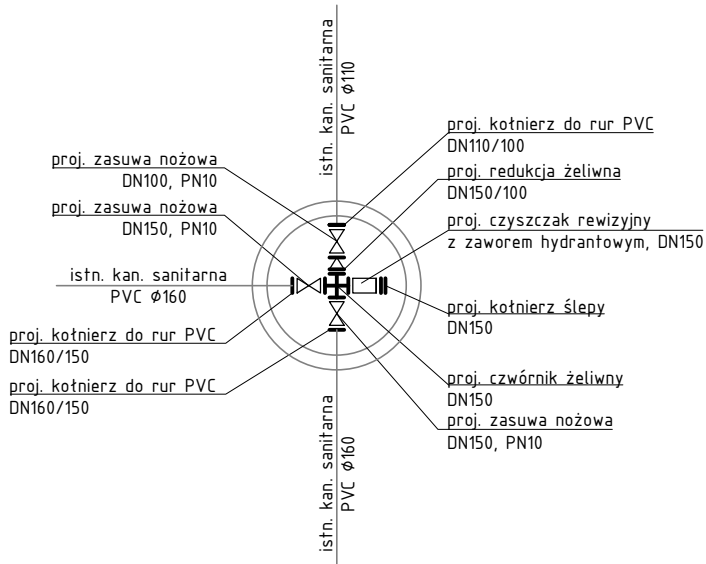 istn. kan. sanitarna
PVC ϕ110
proj. zasuwa nożowa
DN100, PN10
proj. zasuwa nożowa
DN150, PN10
istn. kan. sanitarna
PVC Ø160
proj. kołnierz do rur PVC
DN160/150
proj. kołnierz do rur PVC
DN160/150
proj. kołnierz do rur PVC
DN110/100
proj. redukcja żeliwna
DN150/100
proj. czyszczak rewizyjny
z zaworem hydrantowym, DN150
proj. kołnierz ślepy
DN150
proj. czwórnik żeliwny
DN150
proj. zasuwa nożowa
DN150, PN10
istn. kan. sanitarna
PVC ϕ160